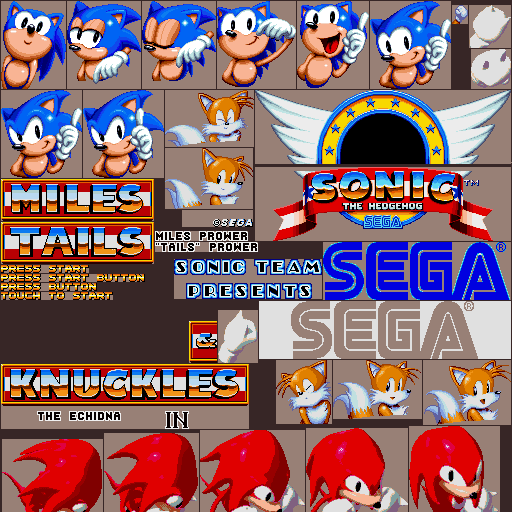 MILES
TAILS
SONIC
TM
THE HEDGEHOG
SEGA
©SEGA
MILES PROWER
"TAILS" PROWER
PRESS START
PRESS START BUTTON
PRESS BUTTON
TOUCH TO START
SONIC TEAM
PRESENTS
SEGA®
SEGA®
&
KNUCKLES
THE ECHIDNA
IN